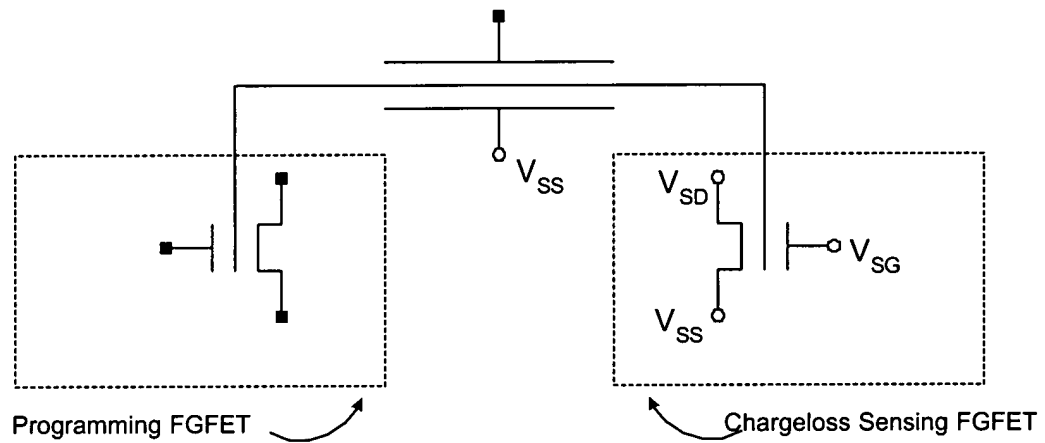 V_SS
V_SD
V_SG
V_SS
Programming FGFET
Chargeloss Sensing FGFET